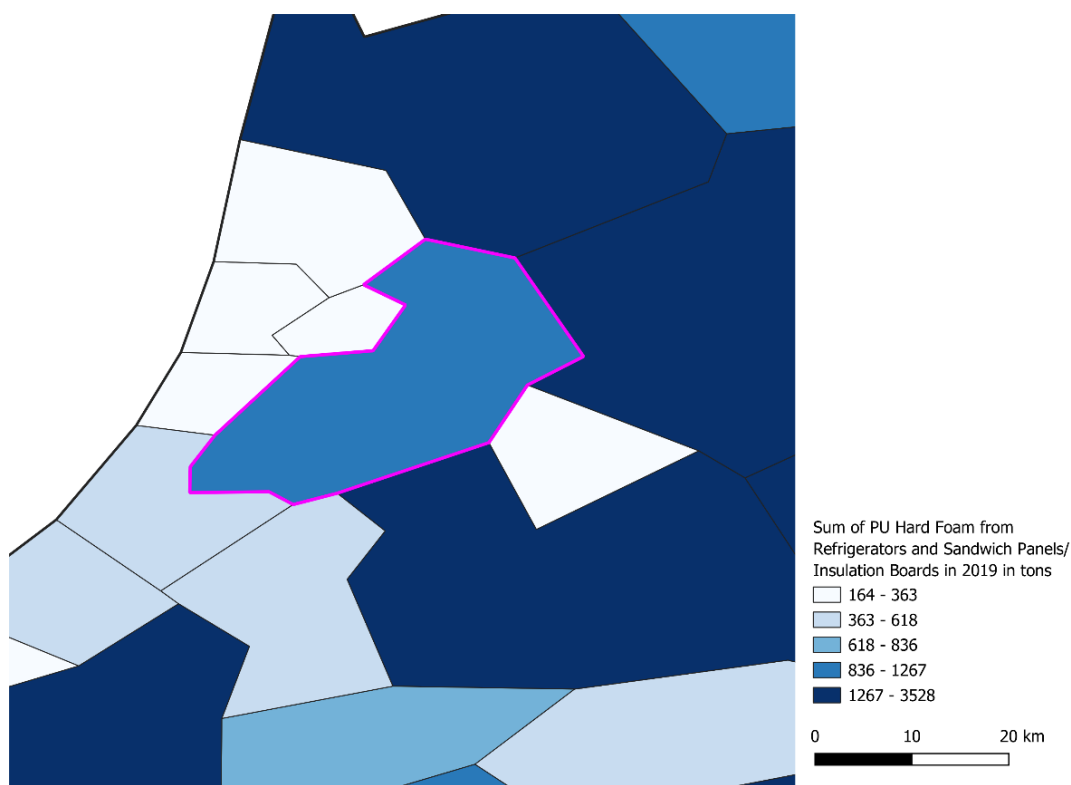 Sum of PU Hard Foam from
Refrigerators and Sandwich Panels/
Insulation Boards in 2019 in tons
164 - 363
363 - 618
618 - 836
836 - 1267
1267 - 3528
0 10 20 km